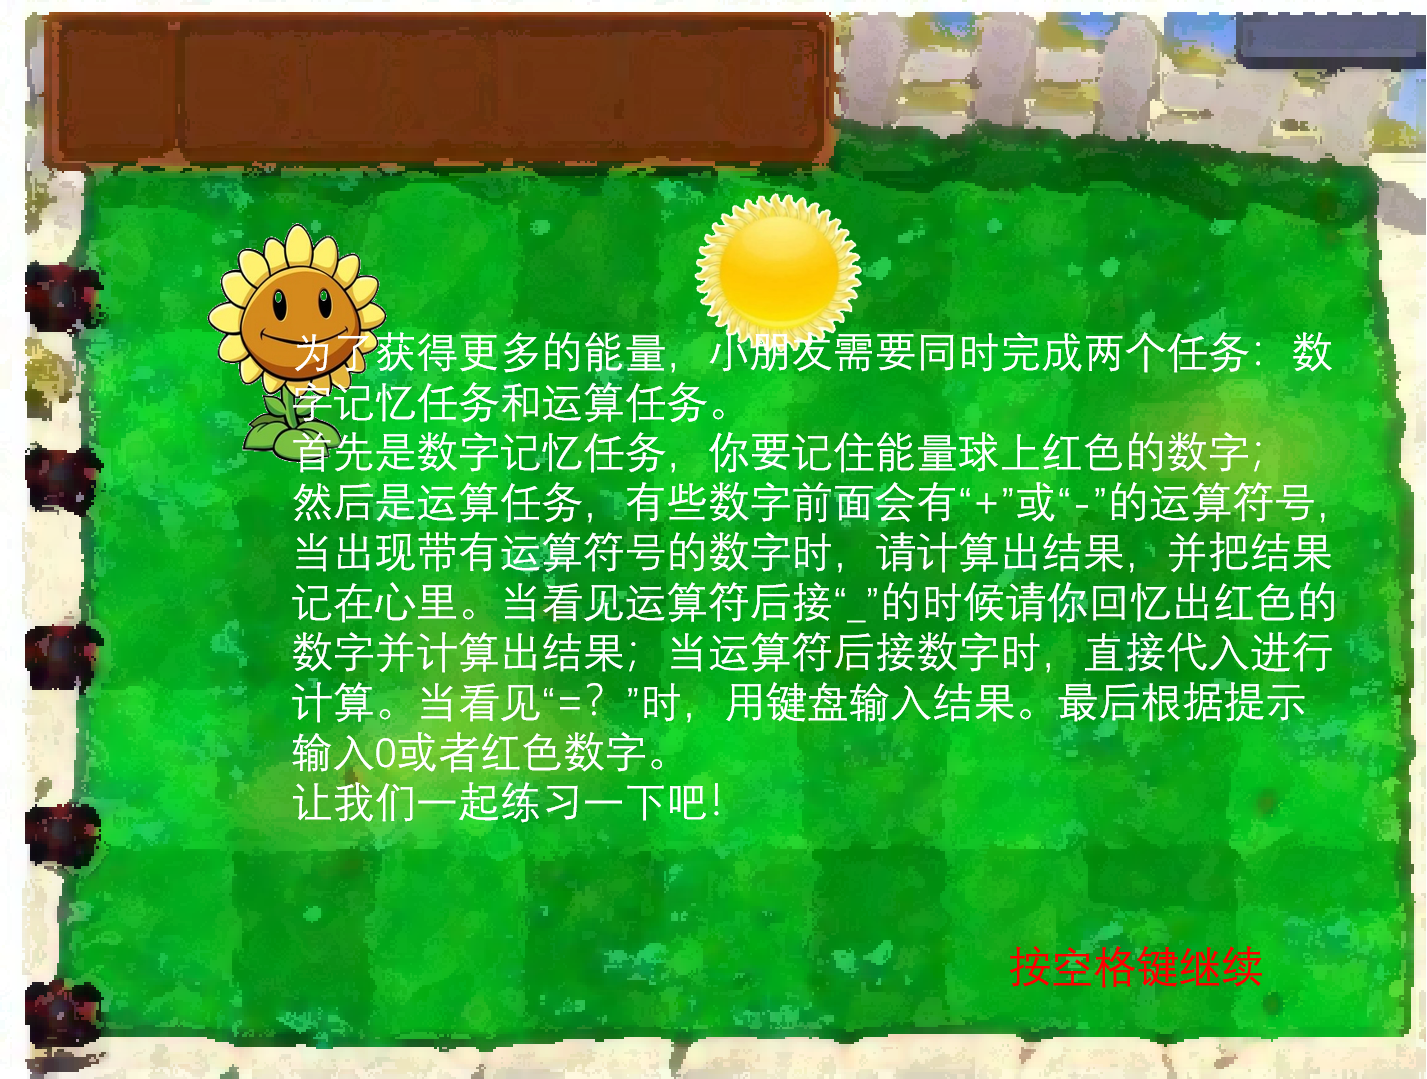 为了获得更多的能量，小朋友需要同时完成两个任务：数
字记忆任务和运算任务。
首先是数字记忆任务，你要记住能量球上红色的数字；
然后是运算任务，有些数字前面会有“+”或“-”的运算符号，
当出现带有运算符号的数字时，请计算出结果，并把结果
记在心里。当看见运算符后接“_”的时候请你回忆出红色的
数字并计算出结果；当运算符后接数字时，直接代入进行
计算。当看见“=？”时，用键盘输入结果。最后根据提示
输入0或者红色数字。
让我们一起练习一下吧！
按空格键继续